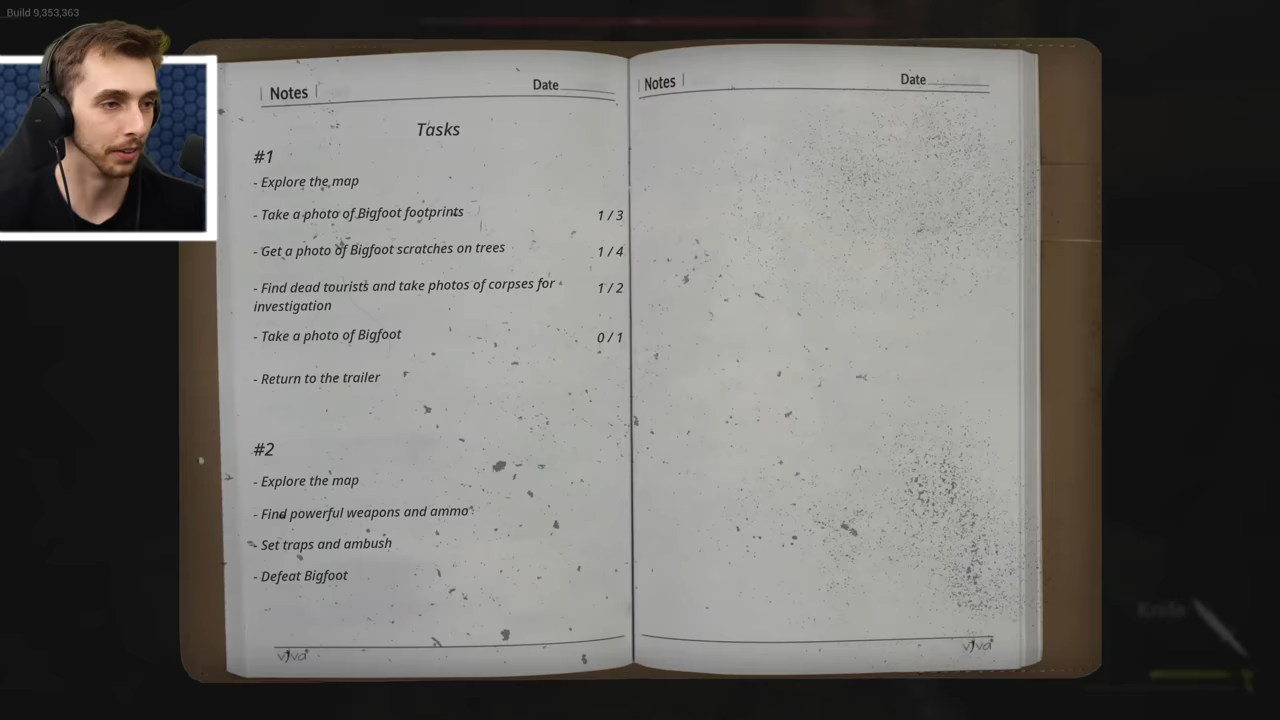 Build 9,353,363
Notes
Date
Notes
Date
Tasks
#1
- Explore the map
- Take a photo of Bigfoot footprints 1 / 3
- Get a photo of Bigfoot scratches on trees 1 / 4
- Find dead tourists and take photos of corpses for 1 / 2
investigation
- Take a photo of Bigfoot 0 / 1
- Return to the trailer
#2
- Explore the map
- Find powerful weapons and ammo
- Set traps and ambush
- Defeat Bigfoot
Knife